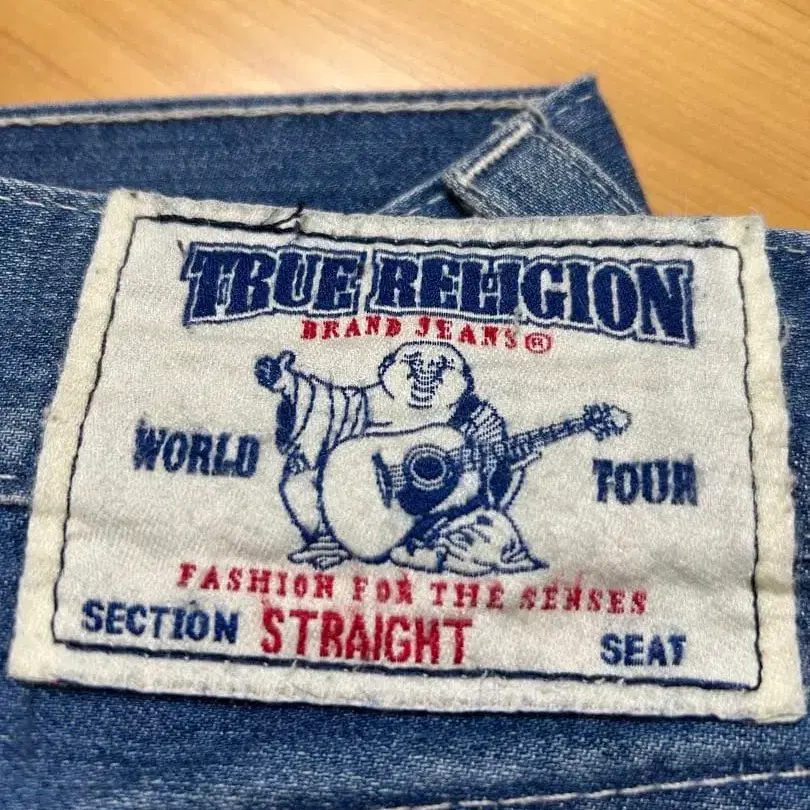 TRUE RELIGION
BRAND JEANS®
WORLD TOUR
FASHION FOR THE SENSES
SECTION STRAIGHT SEAT